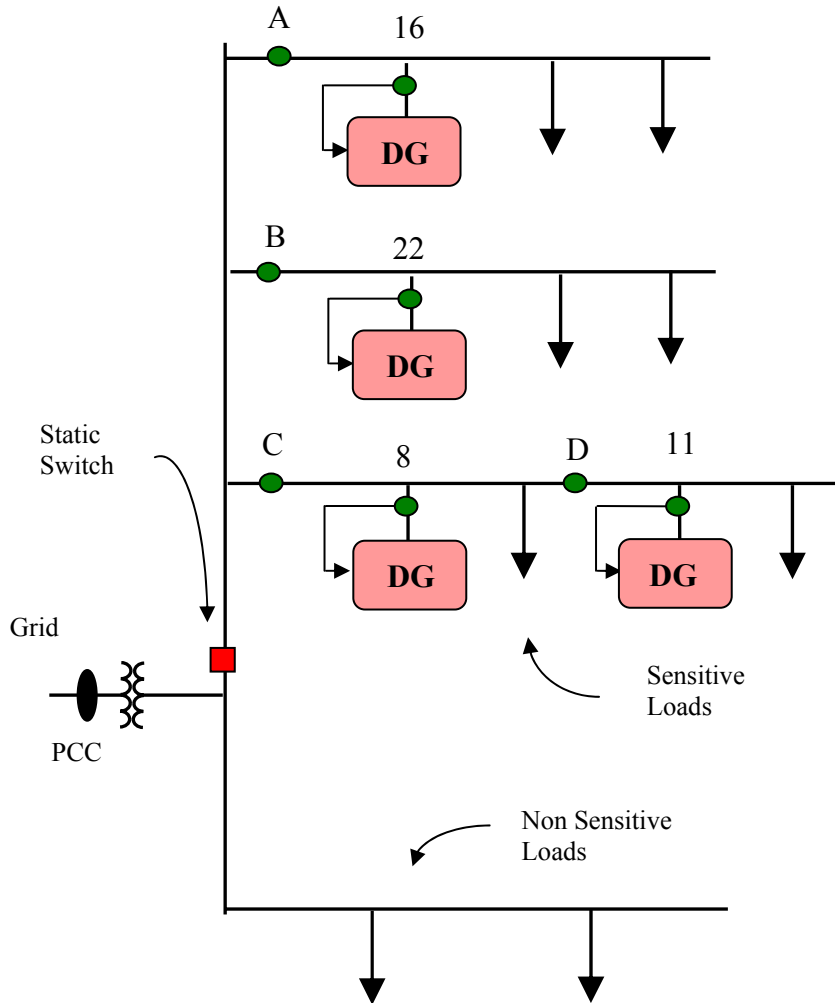 A
16
DG
B
22
DG
Static
Switch
C
8
D
11
DG
DG
Grid
PCC
Sensitive
Loads
Non Sensitive
Loads